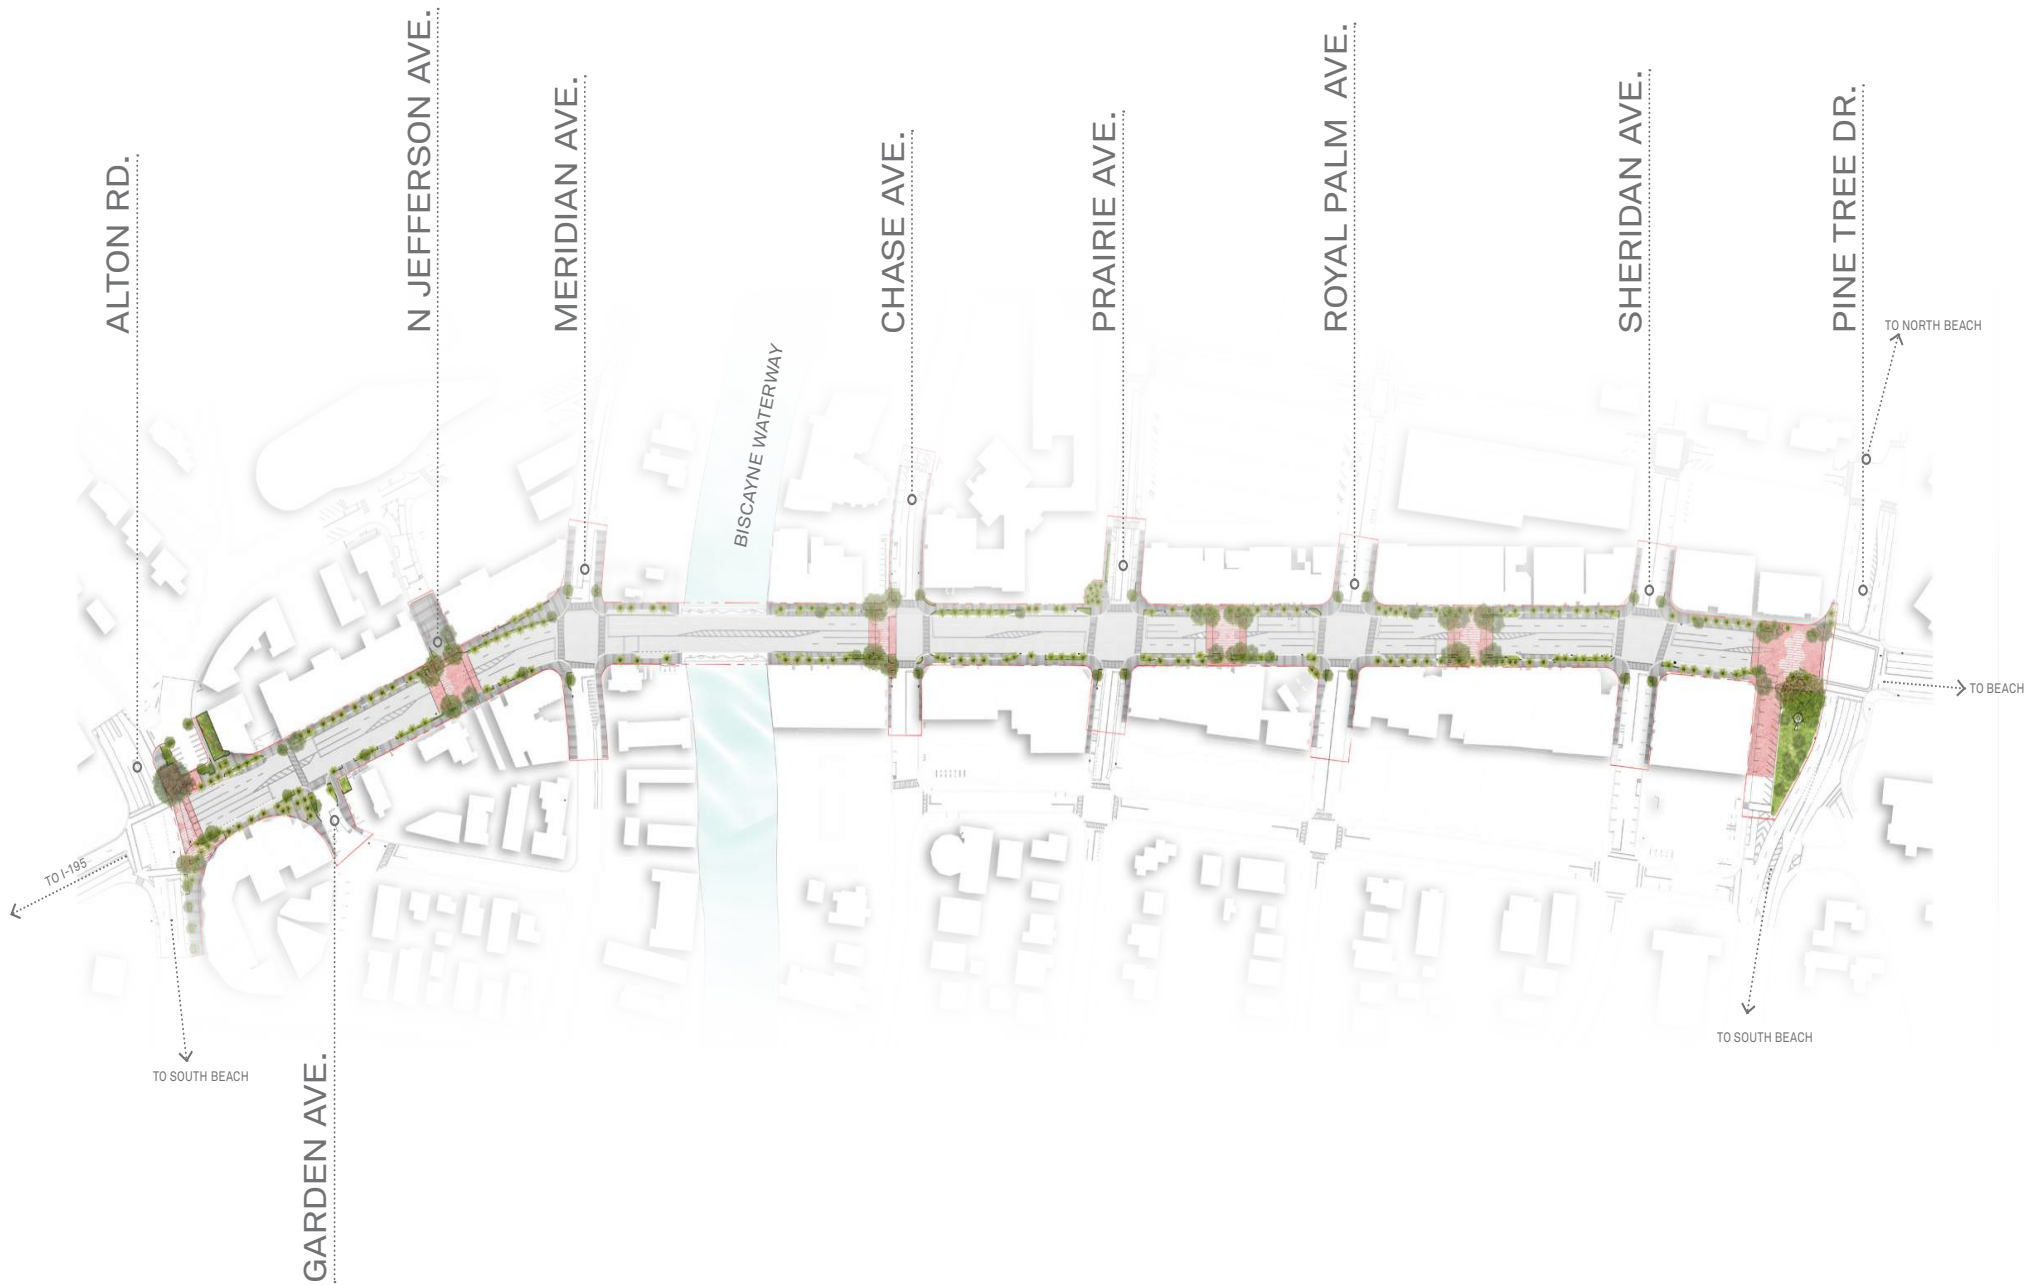 ALTON RD.
N JEFFERSON AVE.
MERIDIAN AVE.
BISCAYNE WATERWAY
CHASE AVE.
PRAIRIE AVE.
ROYAL PALM AVE.
SHERIDAN AVE.
PINE TREE DR.
TO NORTH BEACH
TO BEACH
TO I-195
TO SOUTH BEACH
TO SOUTH BEACH
GARDEN AVE.